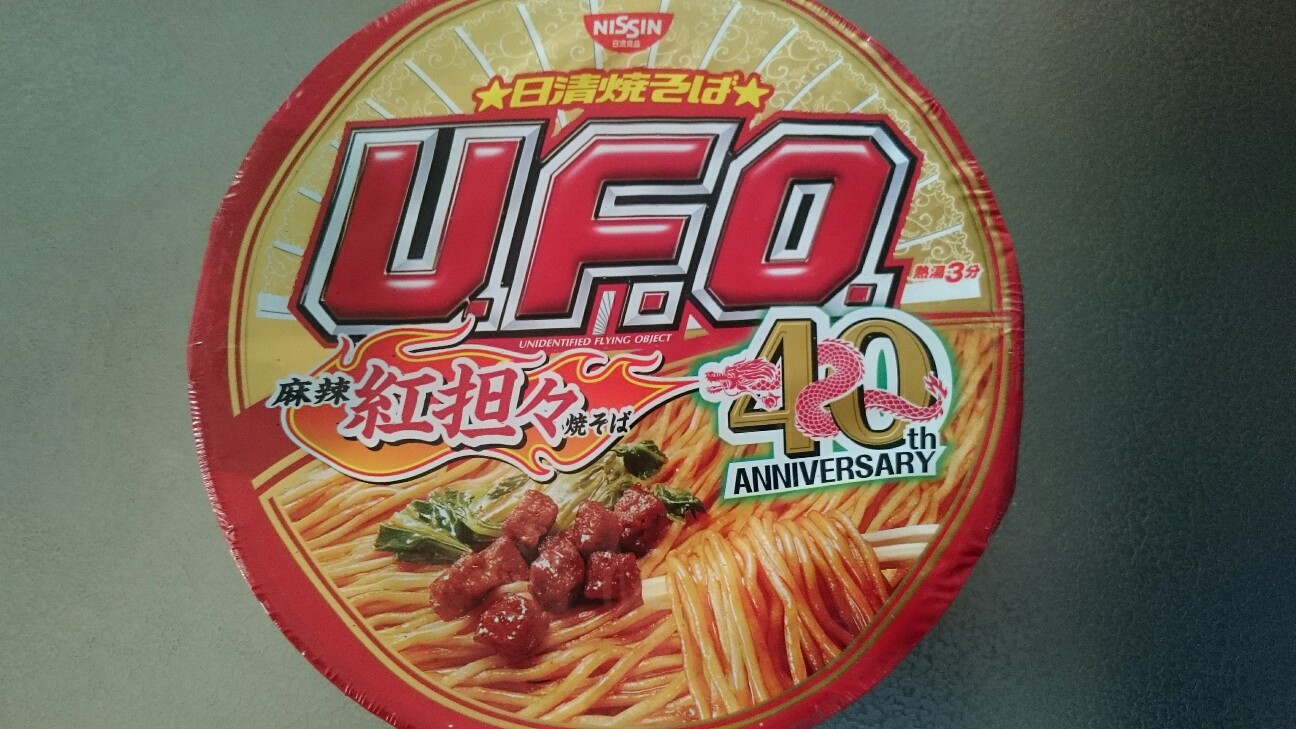 NISSIN
日清食品
★日清焼そば★
U.F.O.
熱湯3分
UNIDENTIFIED FLYING OBJECT
麻辣紅担々焼そば
40th
ANNIVERSARY